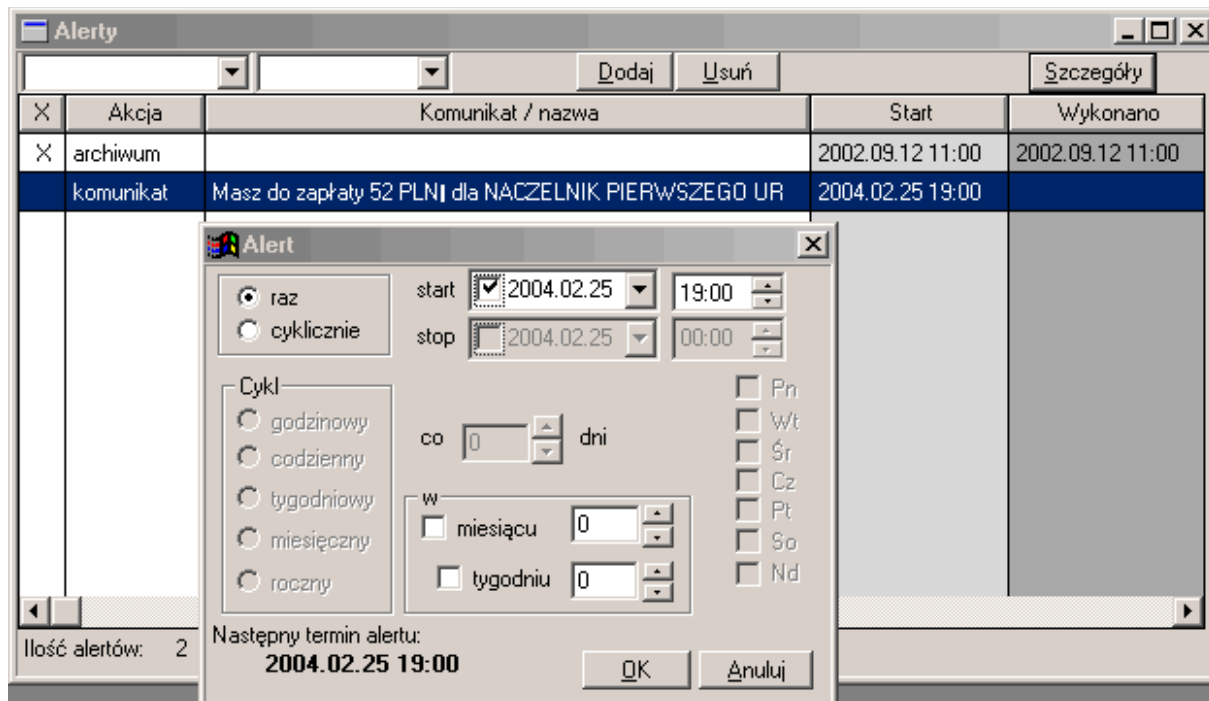 Alerty
Dodaj Usuń Szczegóły
X Akcja Komunikat / nazwa Start Wykonano
X archiwum 2002.09.12 11:00 2002.09.12 11:00
komunikat Masz do zapłaty 52 PLN| dla NACZELNIK PIERWSZEGO UR 2004.02.25 19:00
Alert
raz start 2004.02.25 19:00
cyklicznie stop 2004.02.25 00:00
Cykl Pn
godzinowy co 0 dni Wt
codzienny Śr
tygodniowy w Cz
miesiącu 0 Pt
miesięczny So
roczny tygodniu 0 Nd
Następny termin alertu:
Ilość alertów: 2
2004.02.25 19:00
OK Anuluj